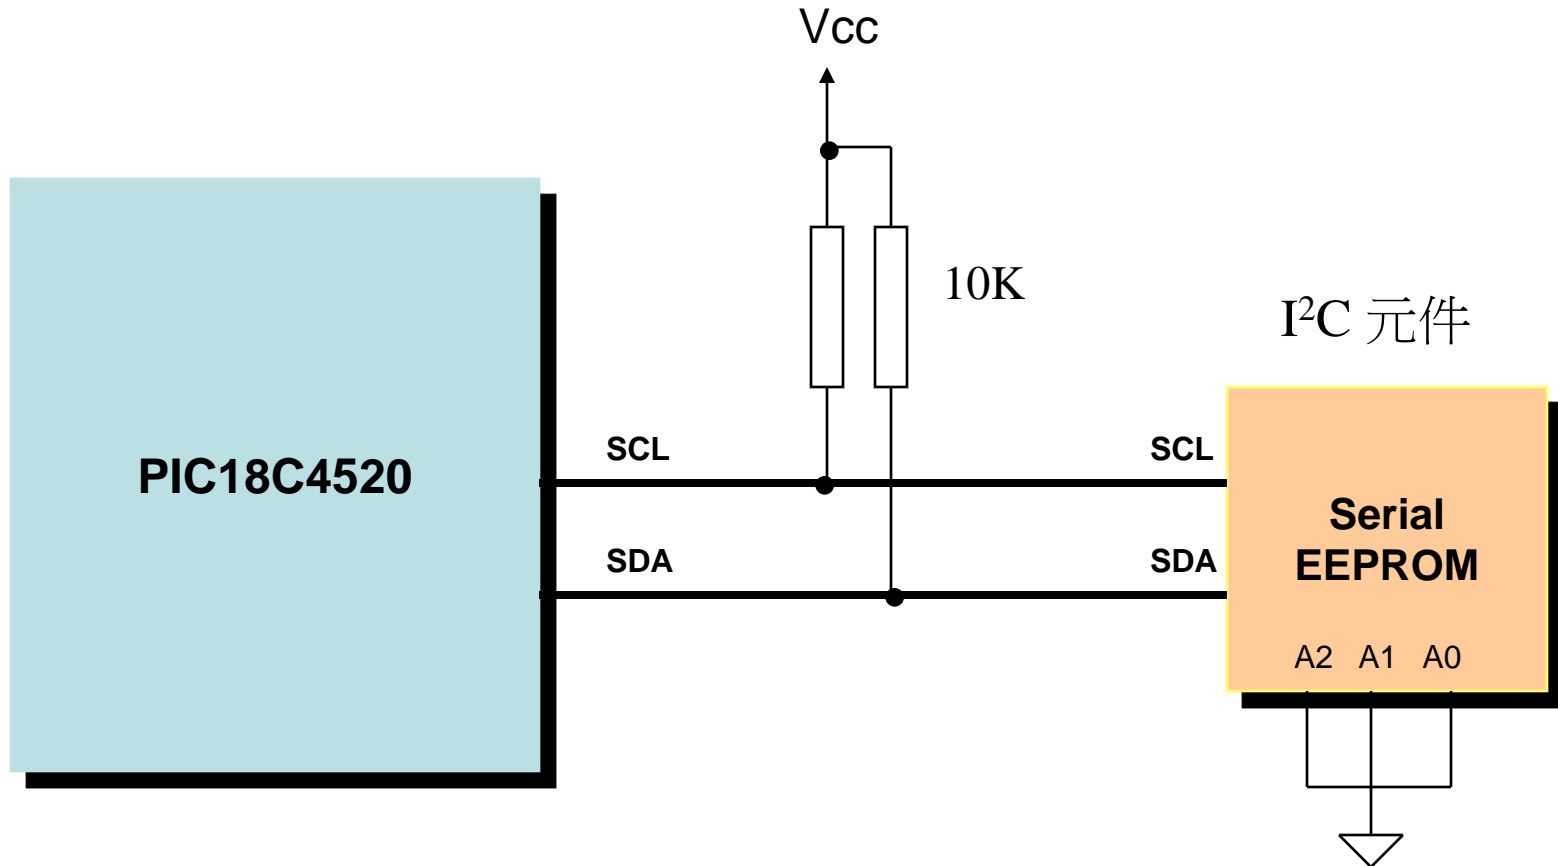 Vcc
10K
I²C 元件
PIC18C4520
SCL
SCL
SDA
SDA
Serial
EEPROM
A2 A1 A0